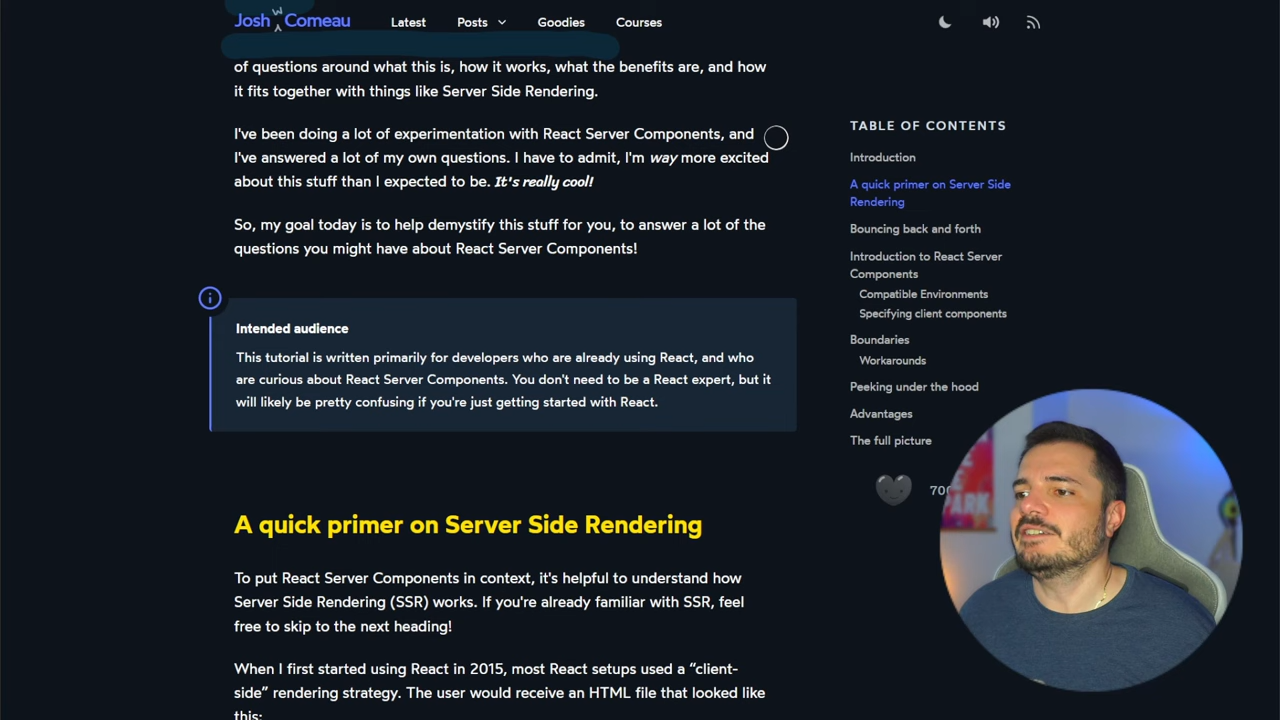 Josh W Comeau
Latest
Posts
Goodies
Courses
of questions around what this is, how it works, what the benefits are, and how
it fits together with things like Server Side Rendering.
I've been doing a lot of experimentation with React Server Components, and
I've answered a lot of my own questions. I have to admit, I'm way more excited
about this stuff than I expected to be. It's really cool!
So, my goal today is to help demystify this stuff for you, to answer a lot of the
questions you might have about React Server Components!
Intended audience
This tutorial is written primarily for developers who are already using React, and who
are curious about React Server Components. You don't need to be a React expert, but it
will likely be pretty confusing if you're just getting started with React.
A quick primer on Server Side Rendering
To put React Server Components in context, it's helpful to understand how
Server Side Rendering (SSR) works. If you're already familiar with SSR, feel
free to skip to the next heading!
When I first started using React in 2015, most React setups used a “client-
side” rendering strategy. The user would receive an HTML file that looked like
this:
TABLE OF CONTENTS
Introduction
A quick primer on Server Side
Rendering
Bouncing back and forth
Introduction to React Server
Components
Compatible Environments
Specifying client components
Boundaries
Workarounds
Peeking under the hood
Advantages
The full picture